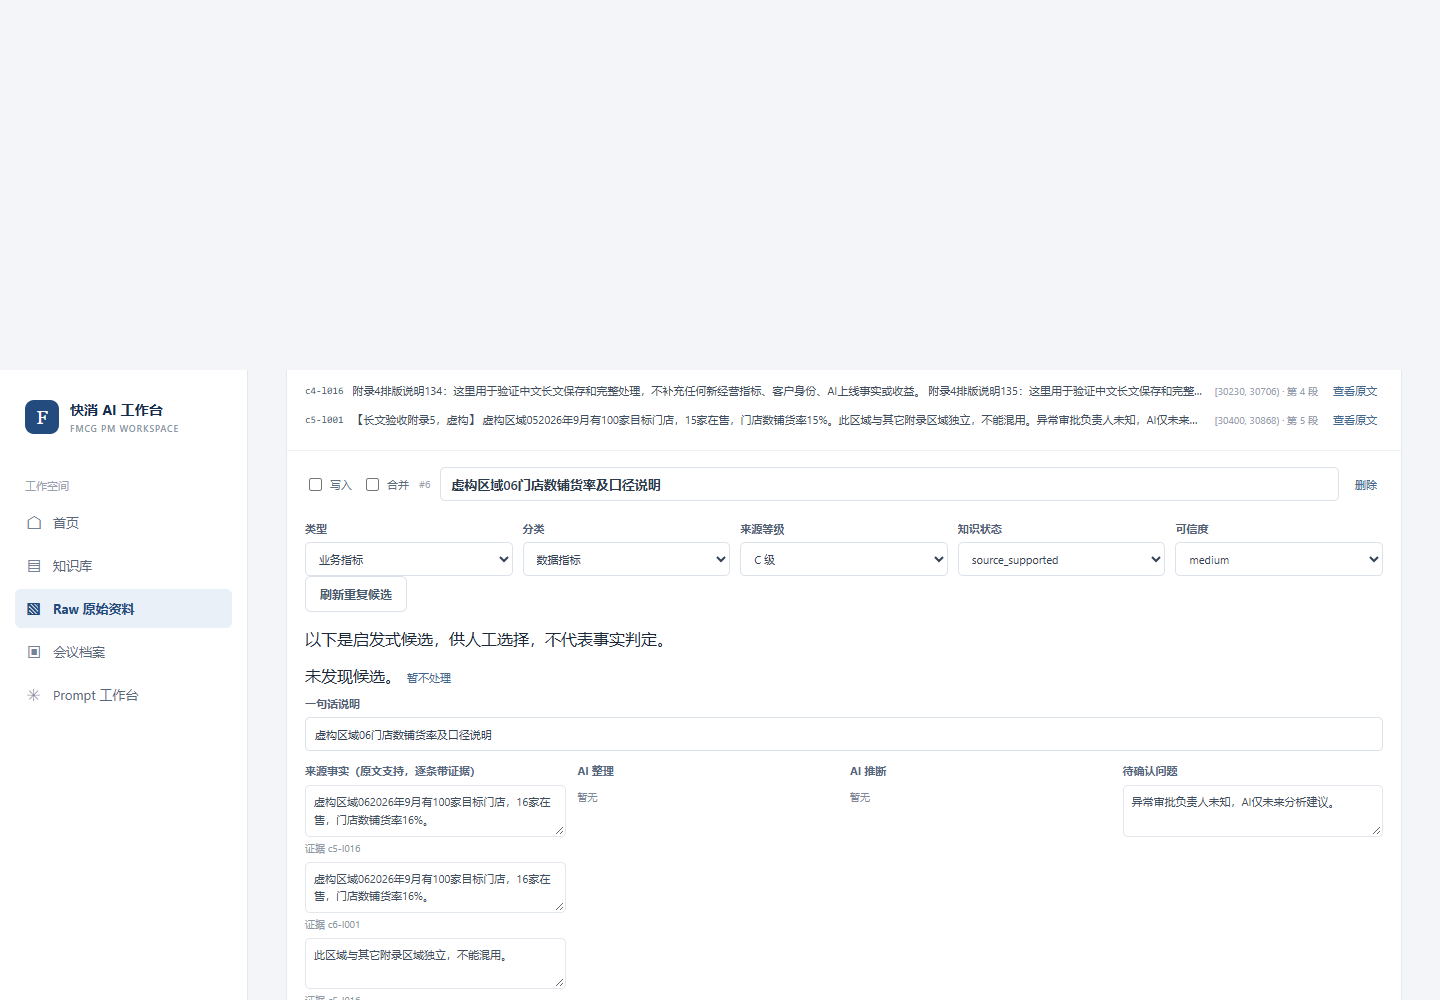 F
快消 AI 工作台
FMCG PM WORKSPACE
工作空间
首页
知识库
Raw 原始资料
会议档案
Prompt 工作台
c4-l016 附录4排版说明134：这里用于验证中文长文保存和完整处理，不补充任何新经营指标、客户身份、AI上线事实或收益。 附录4排版说明135：这里用于验证中文长文保存和完整... [30230, 30706) · 第 4 段 查看原文
c5-l001 【长文验收附录5，虚构】 虚构区域052026年9月有100家目标门店，15家在售，门店数铺货率15%。此区域与其它附录区域独立，不能混用。异常审批负责人未知，AI仅未来... [30400, 30868) · 第 5 段 查看原文
写入 合并 #6 虚构区域06门店数铺货率及口径说明 删除
类型 分类 来源等级 知识状态 可信度
业务指标 数据指标 C 级 source_supported medium
刷新重复候选
以下是启发式候选，供人工选择，不代表事实判定。
未发现候选。 暂不处理
一句话说明
虚构区域06门店数铺货率及口径说明
来源事实（原文支持，逐条带证据） AI 整理 AI 推断 待确认问题
虚构区域062026年9月有100家目标门店，16家在
售，门店数铺货率16%。
暂无
暂无
异常审批负责人未知，AI仅未来分析建议。
证据 c5-l016
虚构区域062026年9月有100家目标门店，16家在
售，门店数铺货率16%。
证据 c6-l001
此区域与其它附录区域独立，不能混用。
证据 c5-l016